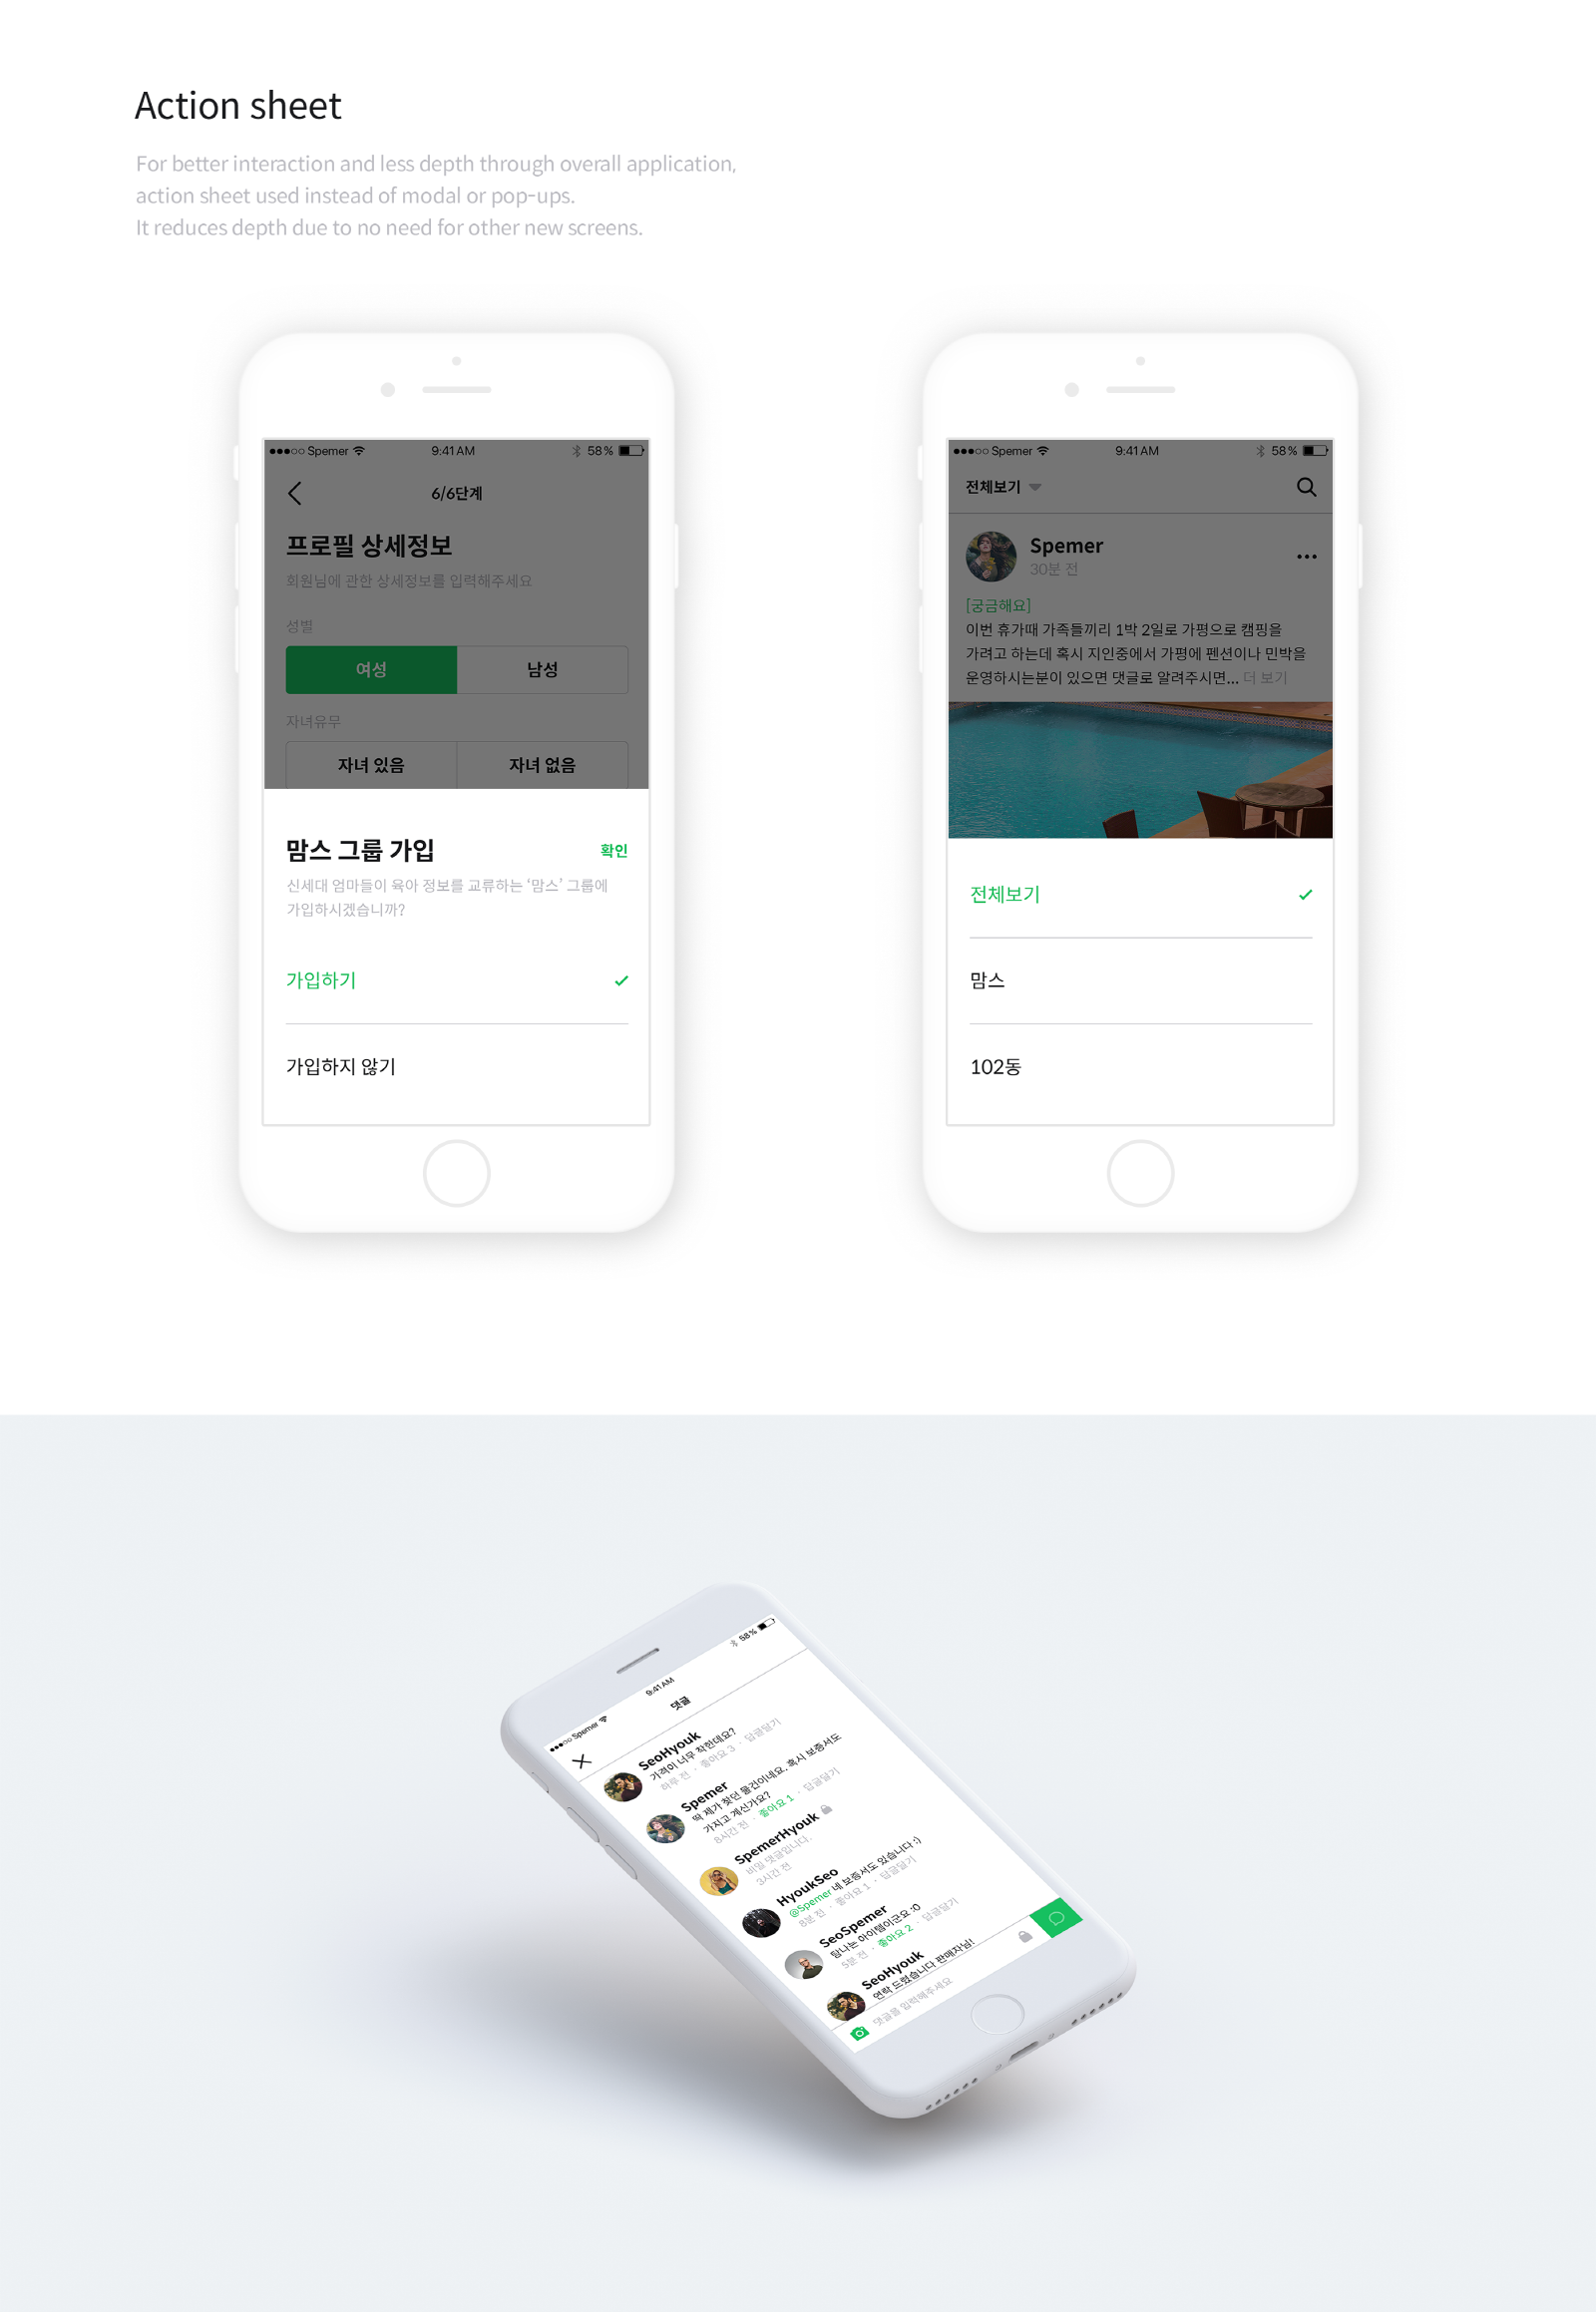 Action sheet
For better interaction and less depth through overall application,
action sheet used instead of modal or pop-ups.
It reduces depth due to no need for other new screens.
Spemer 9:41 AM 58%
6/6단계
프로필 상세정보
회원님에 관한 상세정보를 입력해주세요
성별
여성 남성
자녀유무
자녀 있음 자녀 없음
맘스 그룹 가입 확인
신세대 엄마들이 육아 정보를 교류하는 ‘맘스’ 그룹에
가입하시겠습니까?
가입하기
가입하지 않기
Spemer 9:41 AM 58%
전체보기
Spemer
30분 전
[궁금해요]
이번 휴가때 가족들끼리 1박 2일로 가평으로 캠핑을
가려고 하는데 혹시 지인중에서 가평에 펜션이나 민박을
운영하시는분이 있으면 댓글로 알려주시면... 더 보기
전체보기
맘스
102동
Spemer 9:41 AM 58%
댓글
SeoHyouk
가격이 너무 착한데요?
하루 전 · 좋아요 3 · 답글달기
Spemer
딱 제가 찾던 물건이네요. 혹시 보증서도
가지고 계신가요?
8시간 전 · 좋아요 1 · 답글달기
SpemerHyouk
비밀 댓글입니다.
3시간 전
HyoukSeo
@Spemer 네 보증서도 있습니다 :)
8분 전 · 좋아요 1 · 답글달기
SeoSpemer
탐나는 아이템이군요 :O
5분 전 · 좋아요 2 · 답글달기
SeoHyouk
연락 드렸습니다 판매자님!
댓글을 입력해주세요